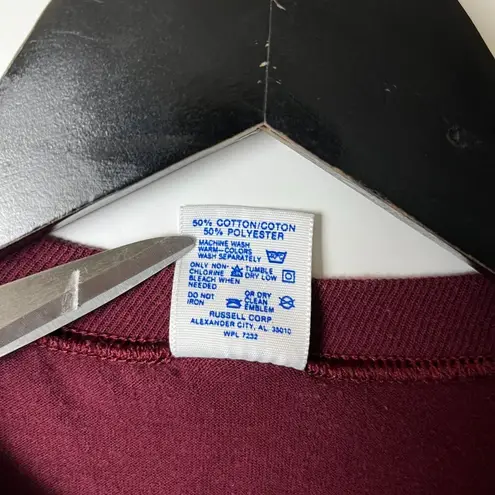 50% COTTON/COTON
50% POLYESTER
MACHINE WASH
WARM-COLORS
WASH SEPARATELY
ONLY NON- TUMBLE
CHLORINE DRY LOW
BLEACH WHEN
NEEDED
DO NOT OR DRY
IRON CLEAN
EMBLEM
RUSSELL CORP
ALEXANDER CITY, AL. 35010
WPL 7232